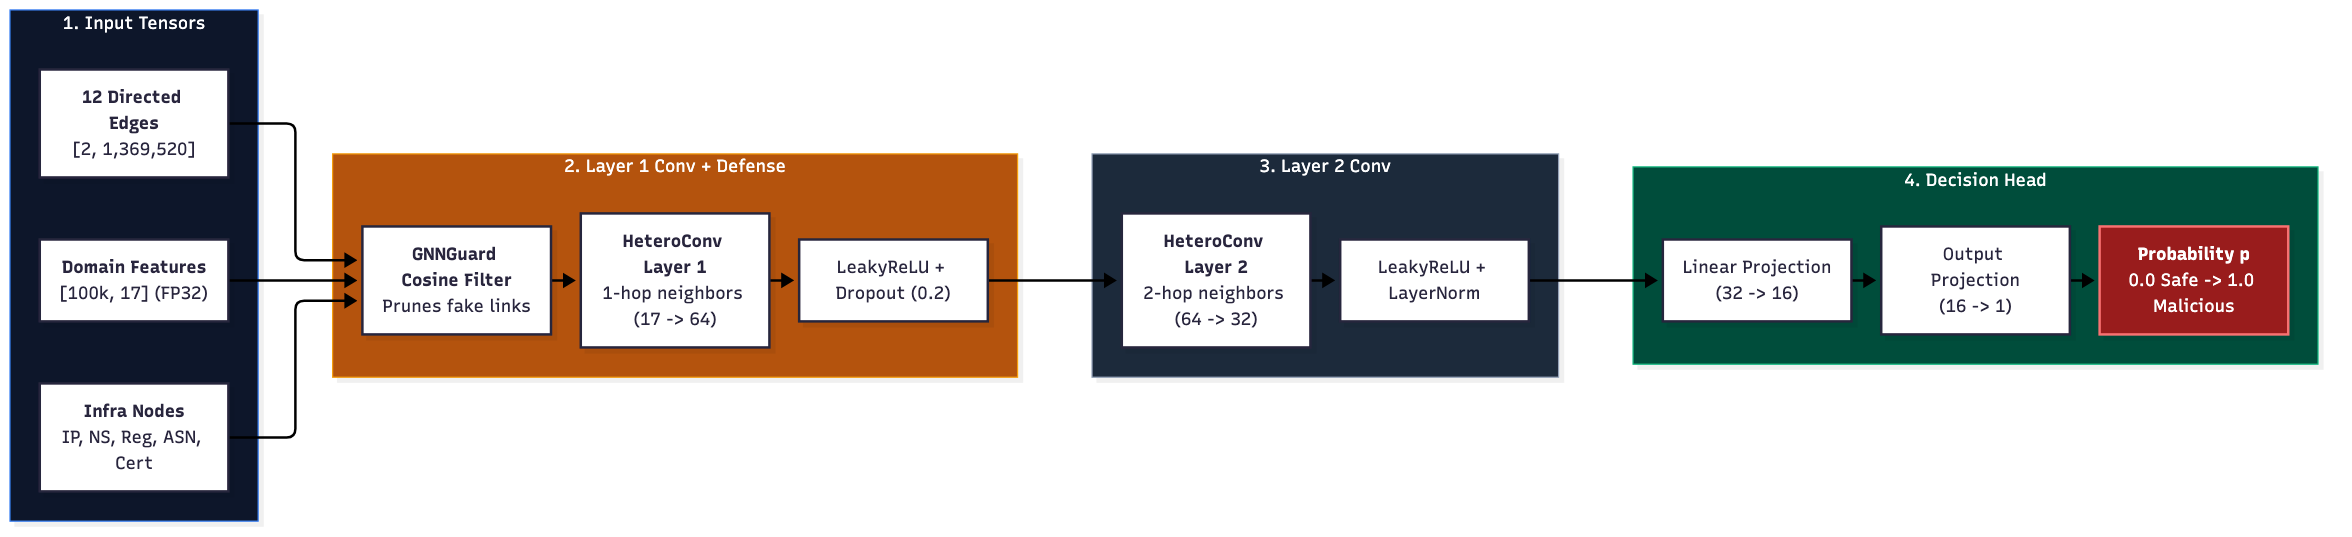 1. Input Tensors
12 Directed
Edges
[2, 1,369,520]
Domain Features
[100k, 17] (FP32)
Infra Nodes
IP, NS, Reg, ASN,
Cert
2. Layer 1 Conv + Defense
GNNGuard
Cosine Filter
Prunes fake links
HeteroConv
Layer 1
1-hop neighbors
(17 -> 64)
LeakyReLU +
Dropout (0.2)
3. Layer 2 Conv
HeteroConv
Layer 2
2-hop neighbors
(64 -> 32)
LeakyReLU +
LayerNorm
4. Decision Head
Linear Projection
(32 -> 16)
Output
Projection
(16 -> 1)
Probability p
0.0 Safe -> 1.0
Malicious